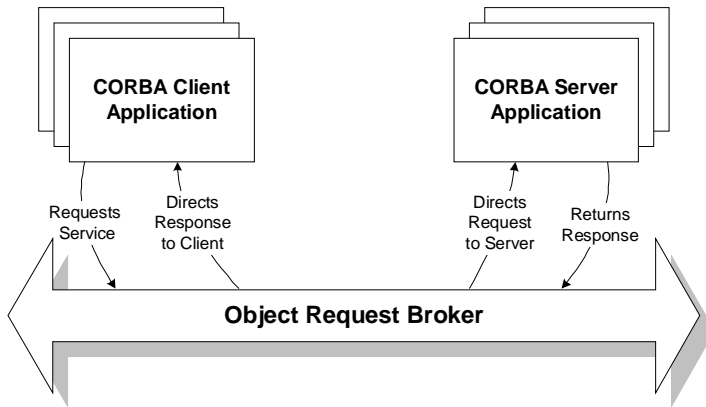 CORBA Client
Application
CORBA Server
Application
Requests
Service
Directs
Response
to Client
Directs
Request
to Server
Returns
Response
Object Request Broker